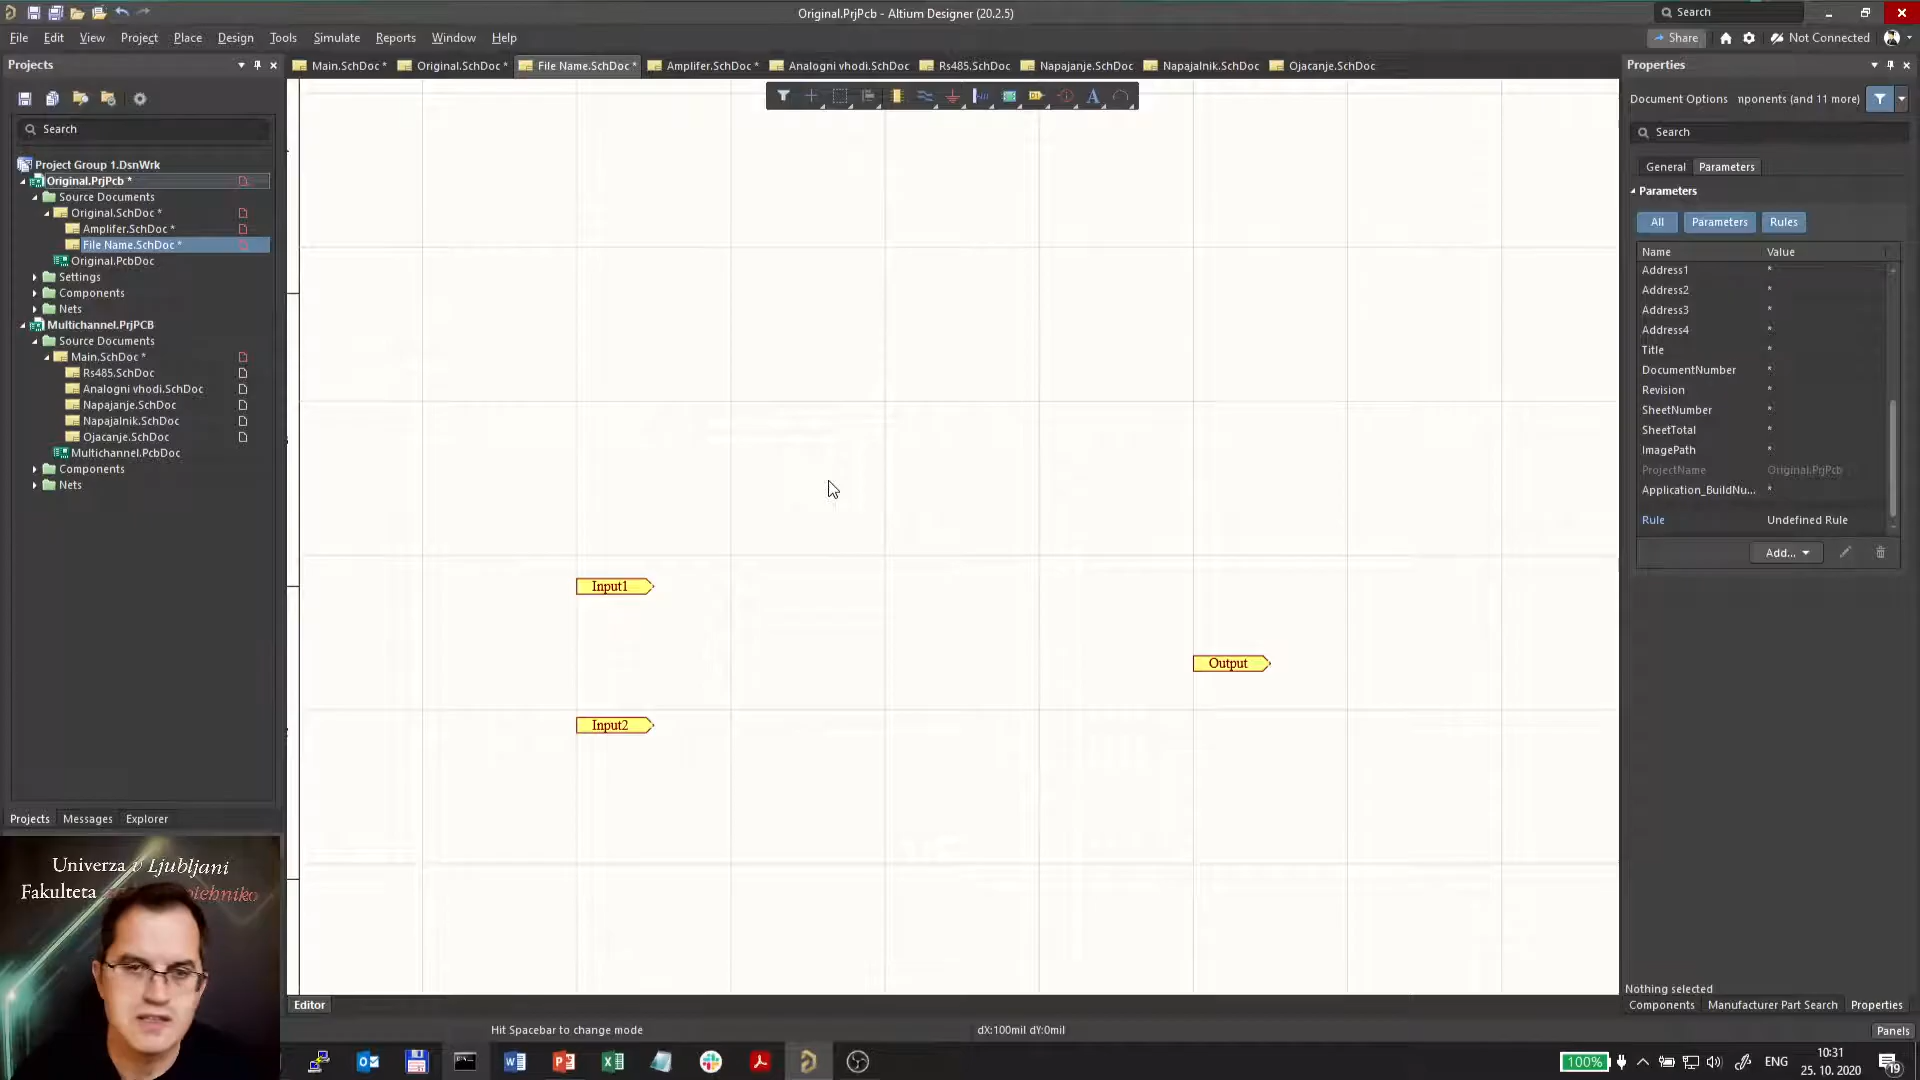 Original.PrjPcb - Altium Designer (20.2.5)
Search
File Edit View Project Place Design Tools Simulate Reports Window Help
Share
Not Connected
Projects
Main.SchDoc * Original.SchDoc * File Name.SchDoc * Amplifer.SchDoc * Analogni vhodi.SchDoc Rs485.SchDoc Napajanje.SchDoc Napajalnik.SchDoc Ojacanje.SchDoc
Properties
Document Options nponents (and 11 more)
Search
Search
General Parameters
Parameters
All Parameters Rules
Name Value
Address1 *
Address2 *
Address3 *
Address4 *
Title *
DocumentNumber *
Revision *
SheetNumber *
SheetTotal *
ImagePath *
ProjectName Original.PrjPcb
Application_BuildNu... *
Rule Undefined Rule
Add...
Project Group 1.DsnWrk
Original.PrjPcb *
Source Documents
Original.SchDoc *
Amplifer.SchDoc *
File Name.SchDoc *
Original.PcbDoc
Settings
Components
Nets
Multichannel.PrjPCB
Source Documents
Main.SchDoc *
Rs485.SchDoc
Analogni vhodi.SchDoc
Napajanje.SchDoc
Napajalnik.SchDoc
Ojacanje.SchDoc
Multichannel.PcbDoc
Components
Nets
Input1
Output
Input2
Projects Messages Explorer
Univerza v Ljubljani
Fakulteta
Nothing selected
Editor
Components Manufacturer Part Search Properties
Hit Spacebar to change mode
dX:100mil dY:0mil
Panels
100%
ENG
10:31
25. 10. 2020
19